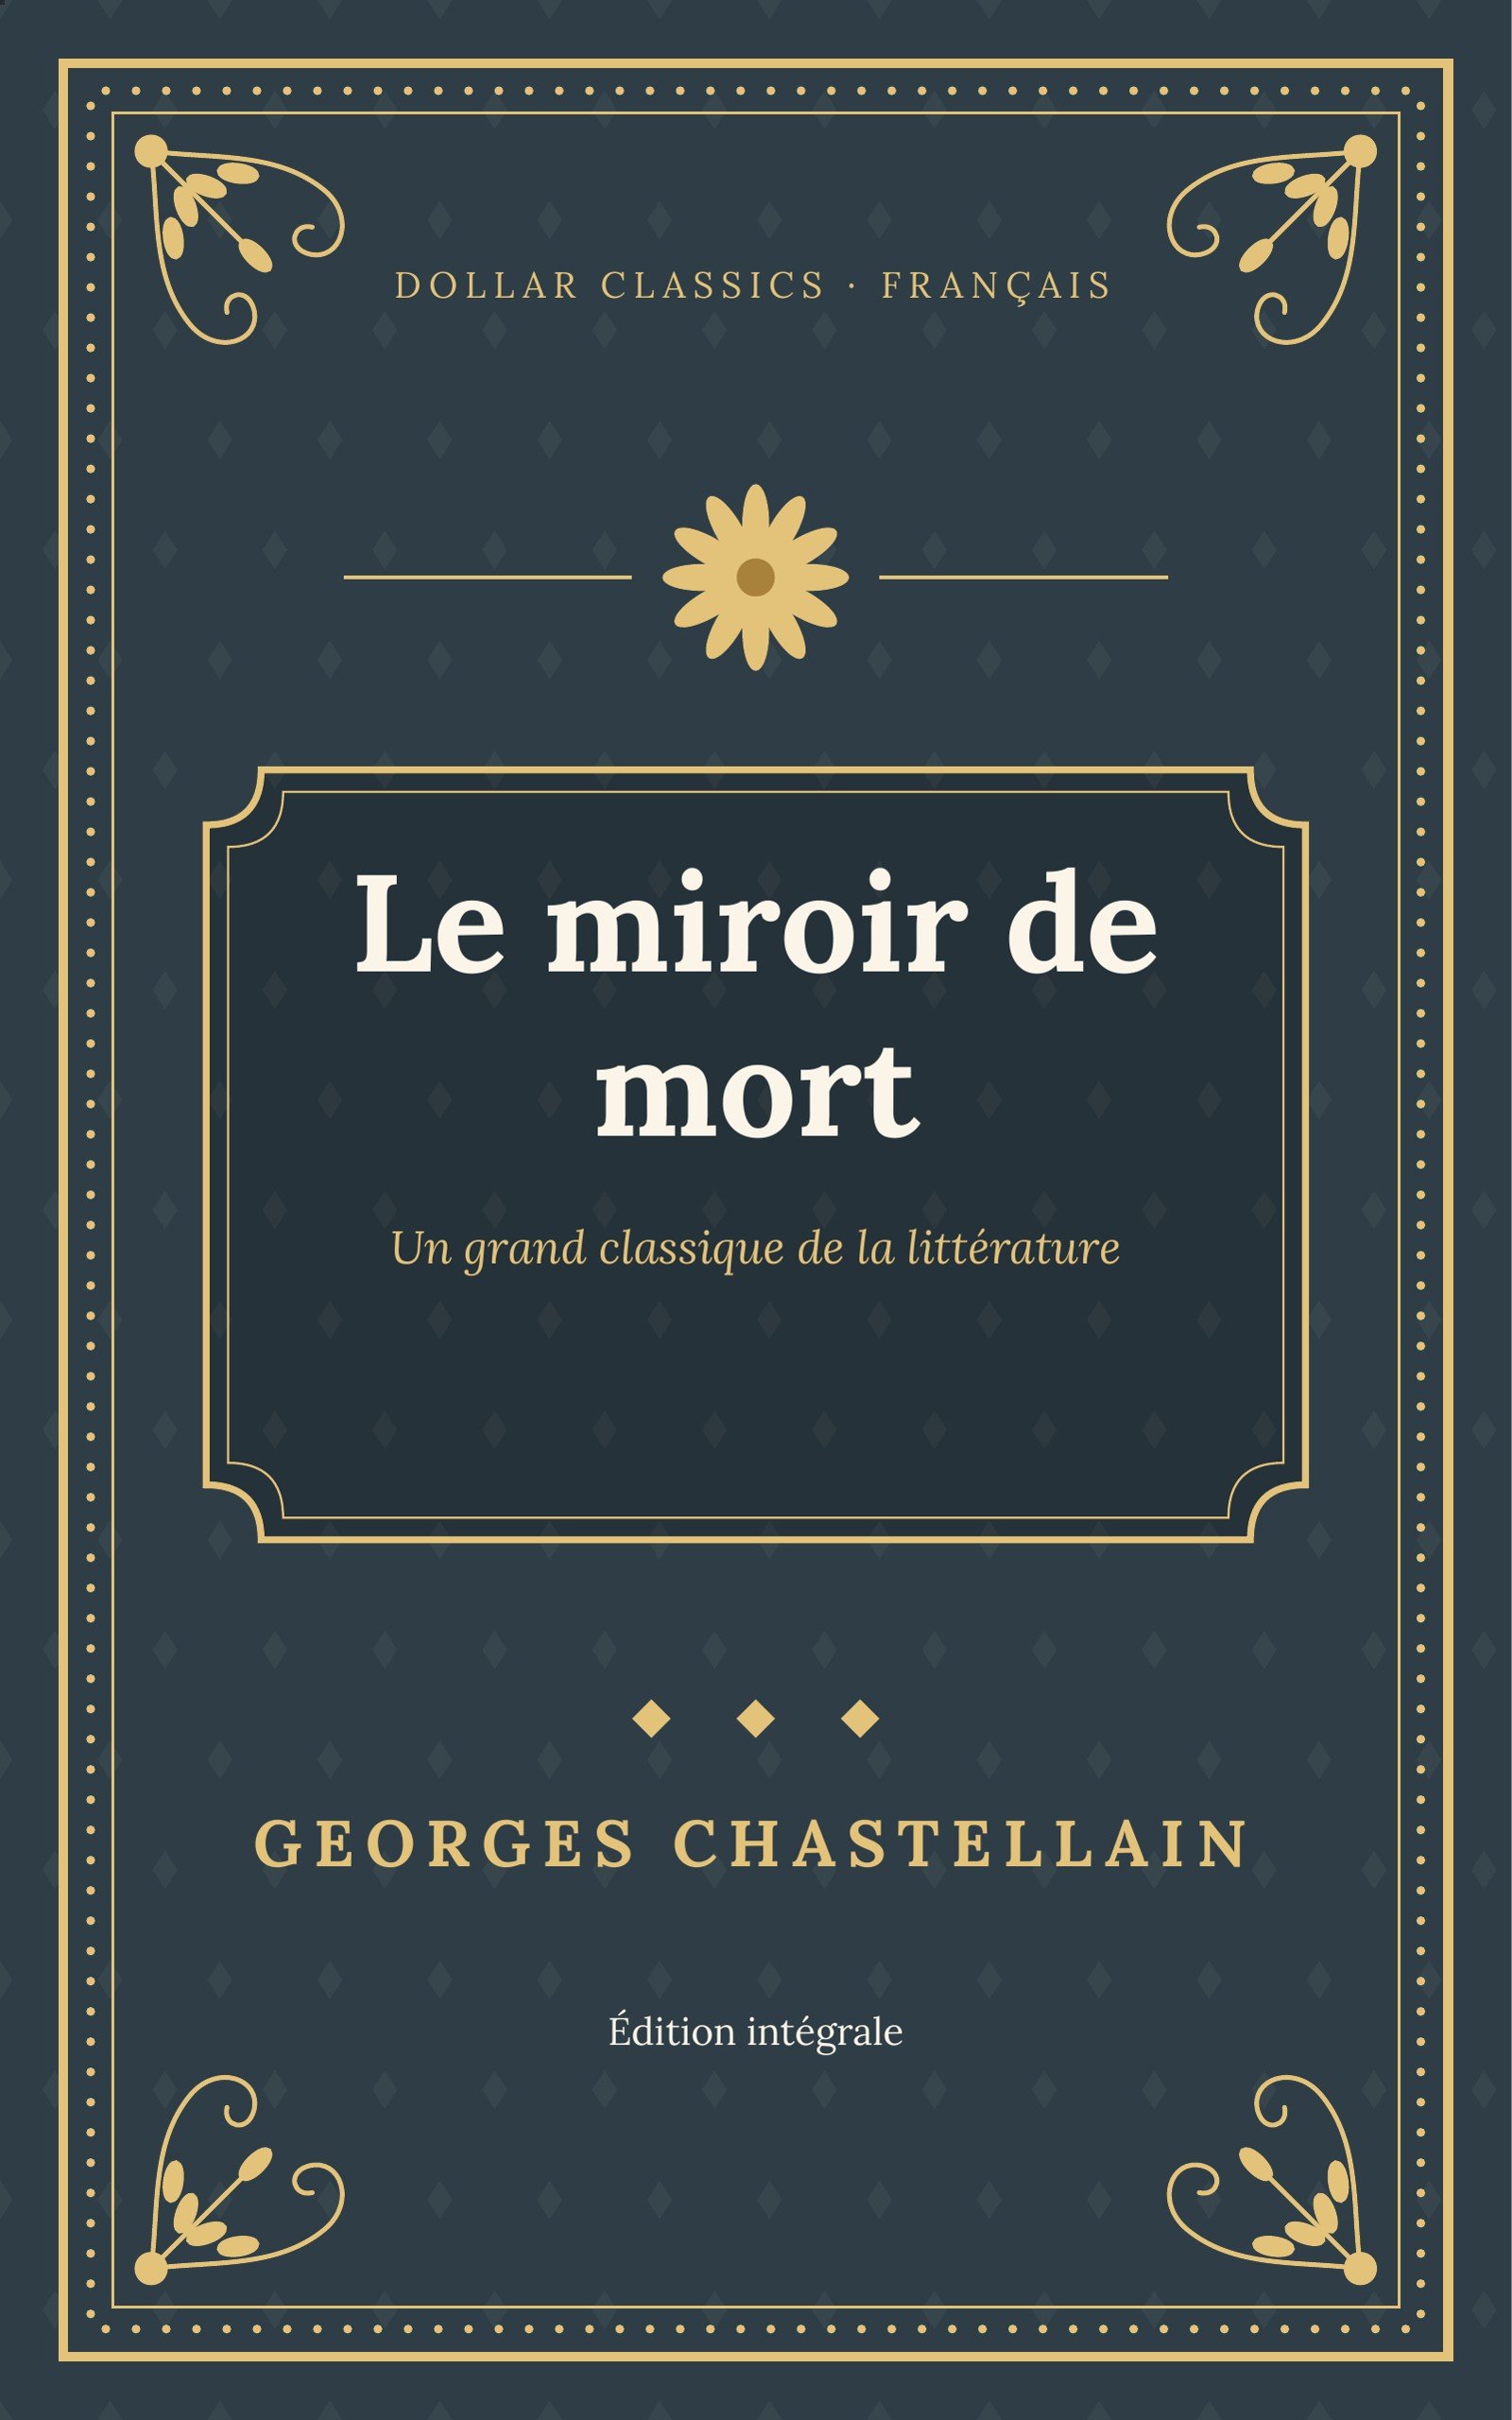 DOLLAR CLASSICS · FRANÇAIS
Le miroir de
mort
Un grand classique de la littérature
GEORGES CHASTELLAIN
Édition intégrale